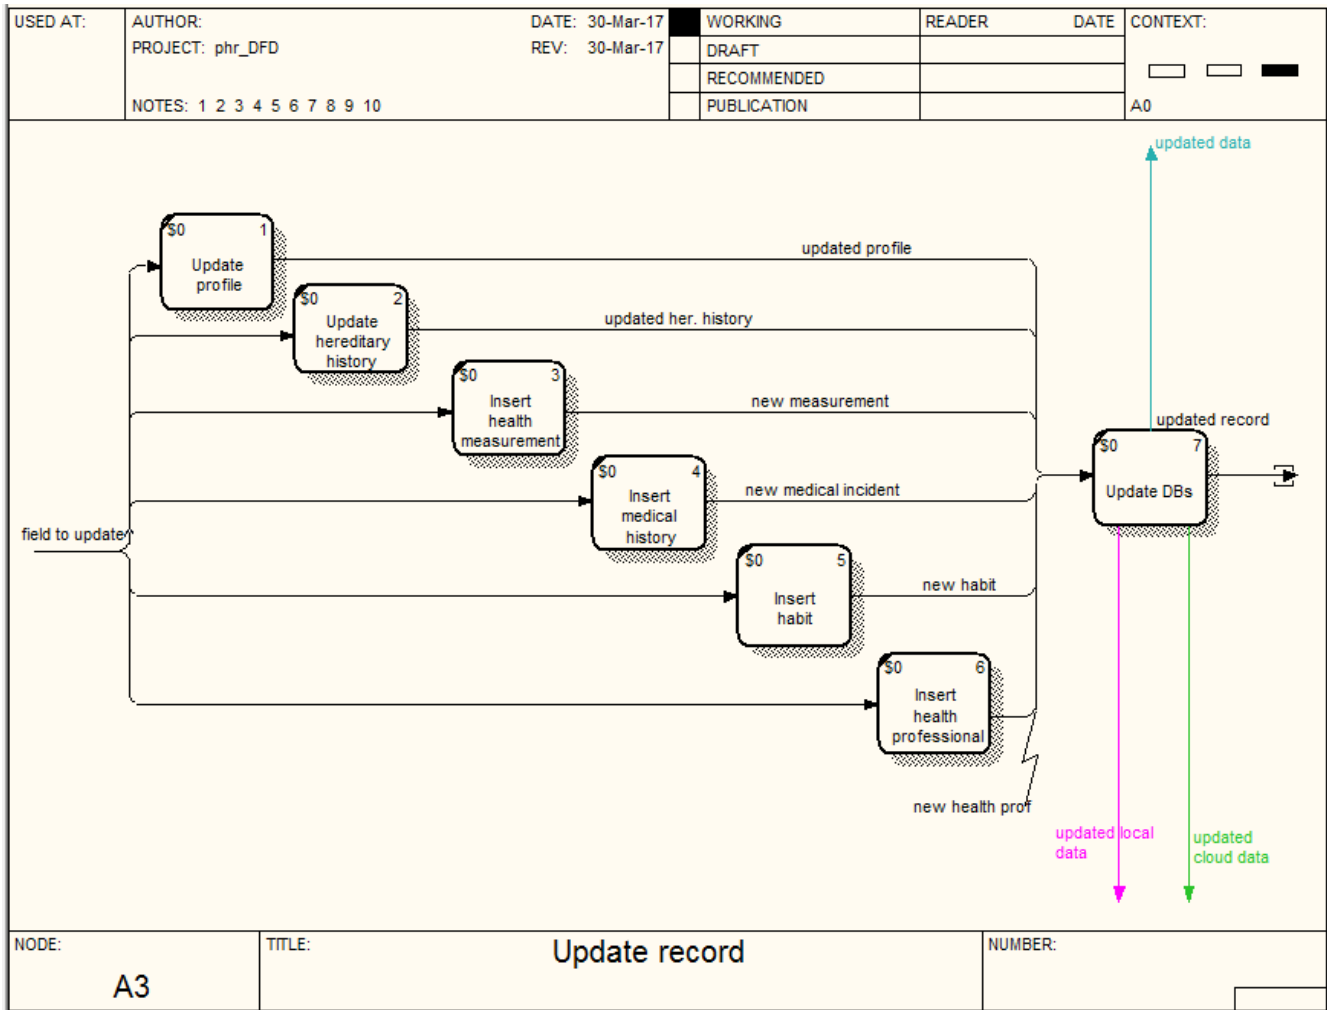 USED AT:
AUTHOR:
DATE: 30-Mar-17
WORKING
READER
DATE
CONTEXT:
PROJECT: phr_DFD
REV: 30-Mar-17
DRAFT
RECOMMENDED
NOTES: 1 2 3 4 5 6 7 8 9 10
PUBLICATION
A0
updated data
$0 1
Update
profile
updated profile
$0 2
Update
hereditary
history
updated her. history
$0 3
Insert
health
measurement
new measurement
updated record
$0 4
Insert
medical
history
new medical incident
$0 7
Update DBs
field to update
$0 5
Insert
habit
new habit
$0 6
Insert
health
professional
new health prof
updated local
data
updated
cloud data
NODE:
A3
TITLE:
Update record
NUMBER: